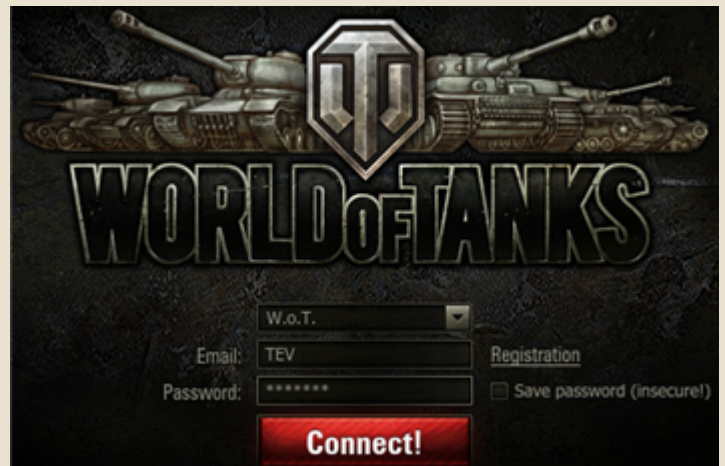 WORLD OF TANKS
W.o.T.
Email: TEV Registration
Password: ******* Save password (insecure!)
Connect!